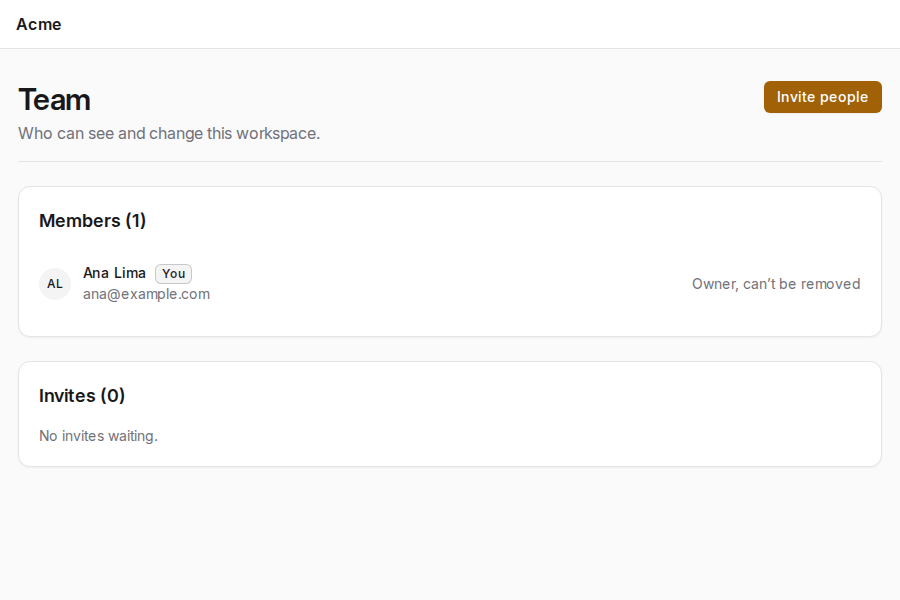 Acme
Team
Invite people
Who can see and change this workspace.
Members (1)
AL
Ana Lima You
ana@example.com
Owner, can’t be removed
Invites (0)
No invites waiting.